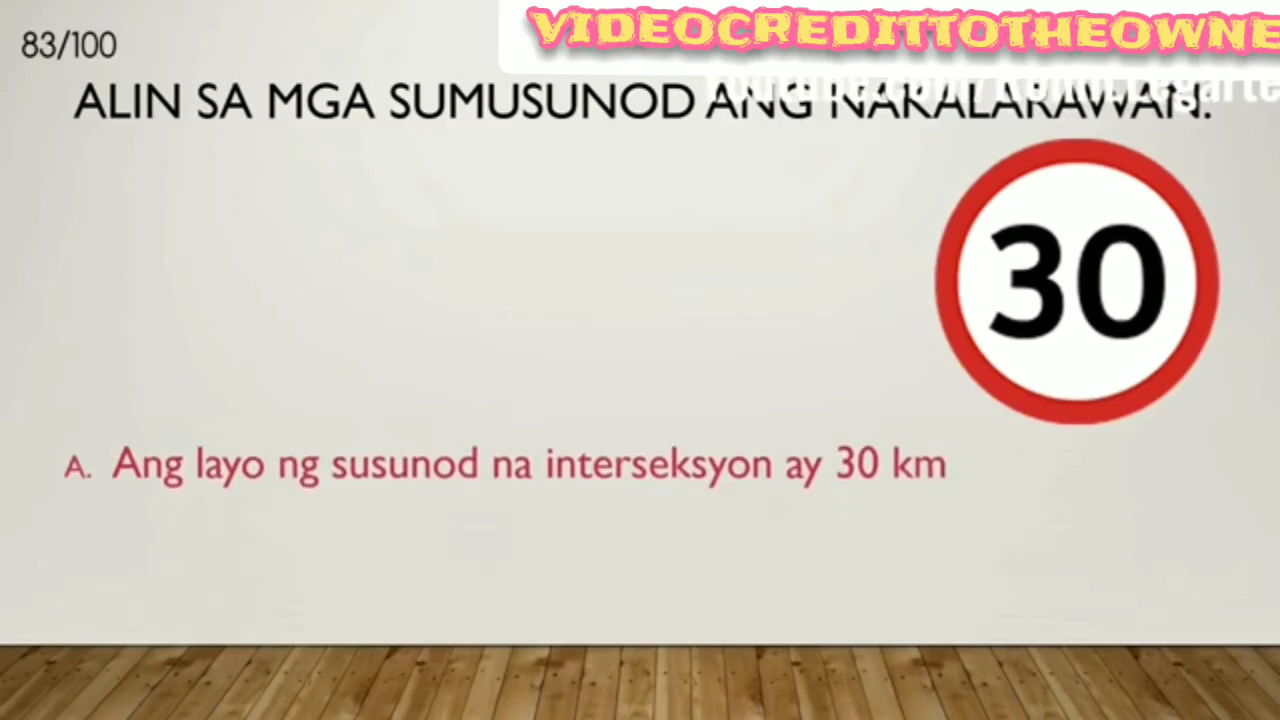 83/100
VIDEOCREDITTOTHEOWNE
ALIN SA MGA SUMUSUNOD ANG NAKALARAWAN.
30
A. Ang layo ng susunod na interseksyon ay 30 km